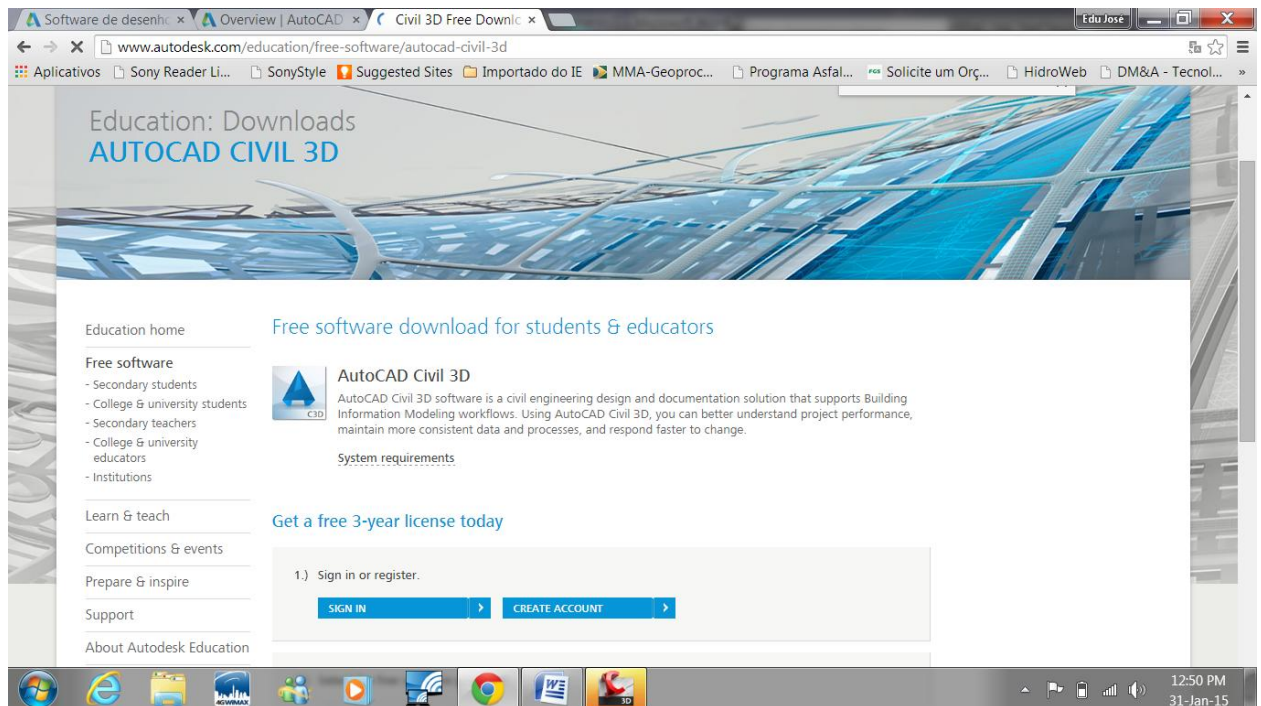 Software de desenho
Overview | AutoCAD
Civil 3D Free Downlo
Edu José
www.autodesk.com/education/free-software/autocad-civil-3d
Aplicativos
Sony Reader Li...
SonyStyle
Suggested Sites
Importado do IE
MMA-Geoproc...
Programa Asfal...
FGS
Solicite um Orç...
HidroWeb
DM&A - Tecnol...
»
Education: Downloads
AUTOCAD CIVIL 3D
Education home
Free software
- Secondary students
- College & university students
- Secondary teachers
- College & university
educators
- Institutions
Learn & teach
Competitions & events
Prepare & inspire
Support
About Autodesk Education
Free software download for students & educators
C3D
AutoCAD Civil 3D
AutoCAD Civil 3D software is a civil engineering design and documentation solution that supports Building
Information Modeling workflows. Using AutoCAD Civil 3D, you can better understand project performance,
maintain more consistent data and processes, and respond faster to change.
System requirements
Get a free 3-year license today
1.) Sign in or register.
SIGN IN
CREATE ACCOUNT
4GWIMAX
W
3D
12:50 PM
31-Jan-15